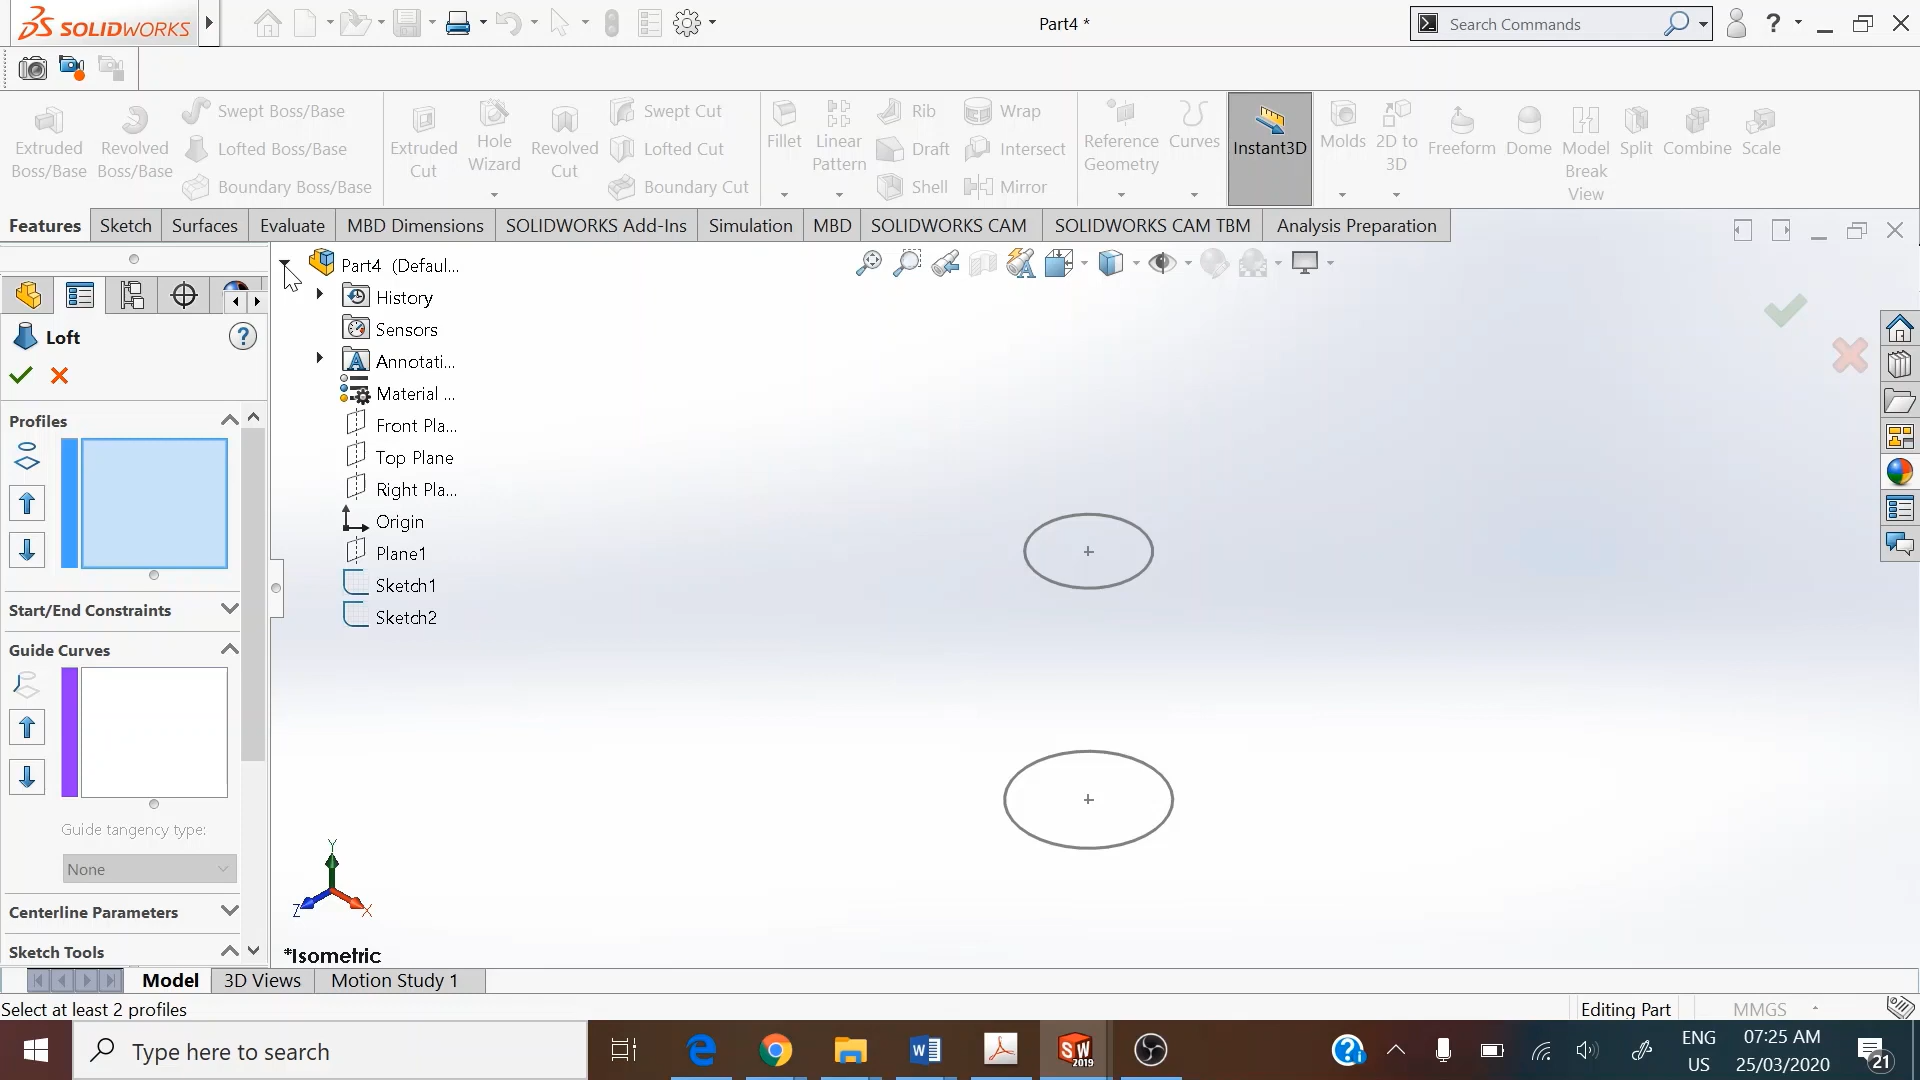 SOLIDWORKS
Part4 *
Search Commands
?
Extruded Boss/Base
Revolved Boss/Base
Swept Boss/Base
Lofted Boss/Base
Boundary Boss/Base
Extruded Cut
Hole Wizard
Revolved Cut
Swept Cut
Lofted Cut
Boundary Cut
Fillet
Linear Pattern
Rib
Draft
Shell
Wrap
Intersect
Mirror
Reference Geometry
Curves
Instant3D
Molds
2D to 3D
Freeform
Dome
Model Break View
Split
Combine
Scale
Features
Sketch
Surfaces
Evaluate
MBD Dimensions
SOLIDWORKS Add-Ins
Simulation
MBD
SOLIDWORKS CAM
SOLIDWORKS CAM TBM
Analysis Preparation
Part4 (Defaul...
History
Sensors
Annotati...
Material ...
Front Pla...
Top Plane
Right Pla...
Origin
Plane1
Sketch1
Sketch2
Loft
?
Profiles
Start/End Constraints
Guide Curves
Guide tangency type:
None
Centerline Parameters
Sketch Tools
Y
Z
X
*Isometric
Model
3D Views
Motion Study 1
Select at least 2 profiles
Editing Part
MMGS
Type here to search
SW
2019
ENG
US
07:25 AM
25/03/2020
21